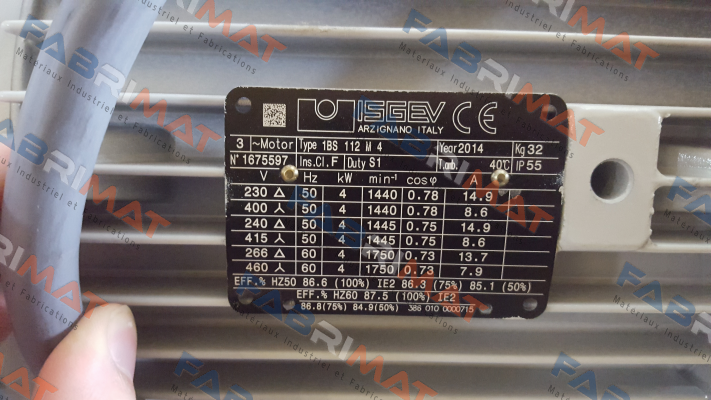 ISGEV CE
ARZIGNANO ITALY
3 ~Motor Type 1BS 112 M 4 Year 2014 Kg 32
N° 1675597 Ins.Cl. F Duty S1 T.amb. 40°C IP 55
V Hz kW min⁻¹ cosφ A
230 △ 50 4 1440 0.78 14.9
400 人 50 4 1440 0.78 8.6
240 △ 50 4 1445 0.75 14.9
415 人 50 4 1445 0.75 8.6
266 △ 60 4 1750 0.73 13.7
460 人 60 4 1750 0.73 7.9
EFF.% HZ50 86.6 (100%) IE2 86.3 (75%) 85.1 (50%)
EFF.% HZ60 87.5 (100%) IE2
86.8(75%) 84.9(50%) 386 010 0000715
FABRIMAT
Materiaux Industriel et Fabrications